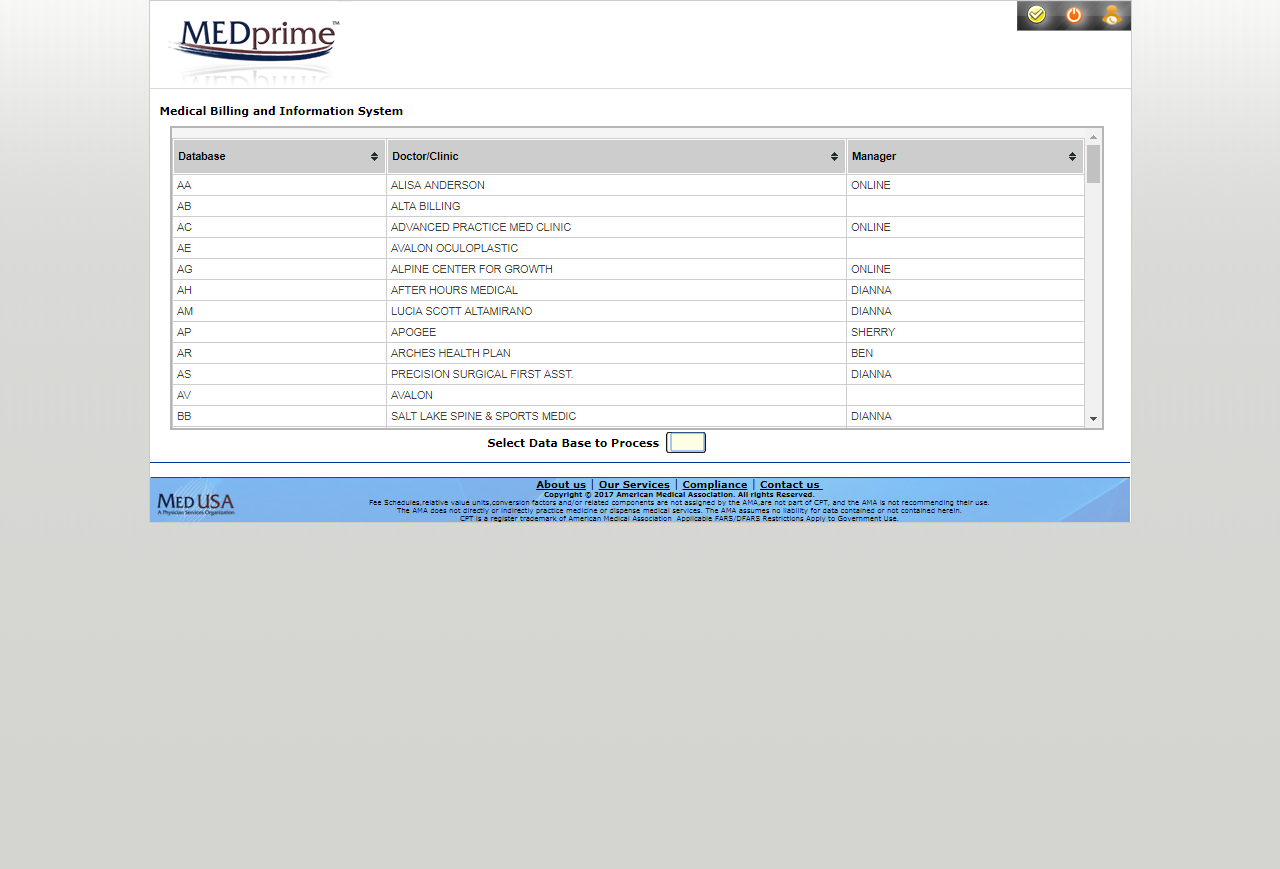 MEDprime™
Medical Billing and Information System
Database Doctor/Clinic Manager
AA ALISA ANDERSON ONLINE
AB ALTA BILLING
AC ADVANCED PRACTICE MED CLINIC ONLINE
AE AVALON OCULOPLASTIC
AG ALPINE CENTER FOR GROWTH ONLINE
AH AFTER HOURS MEDICAL DIANNA
AM LUCIA SCOTT ALTAMIRANO DIANNA
AP APOGEE SHERRY
AR ARCHES HEALTH PLAN BEN
AS PRECISION SURGICAL FIRST ASST. DIANNA
AV AVALON
BB SALT LAKE SPINE & SPORTS MEDIC DIANNA
Select Data Base to Process
About us | Our Services | Compliance | Contact us
Copyright © 2017 American Medical Association. All rights Reserved.
MED USA
A Physician Services Organization
Fee Schedules,relative value units,conversion factors and/or related components are not assigned by the AMA,are not part of CPT, and the AMA is not recommending their use.
The AMA does not directly or indirectly practice medicine or dispense medical services. The AMA assumes no liability for data contained or not contained herein.
CPT is a register trademark of American Medical Association Applicable FARS/DFARS Restrictions Apply to Government Use.